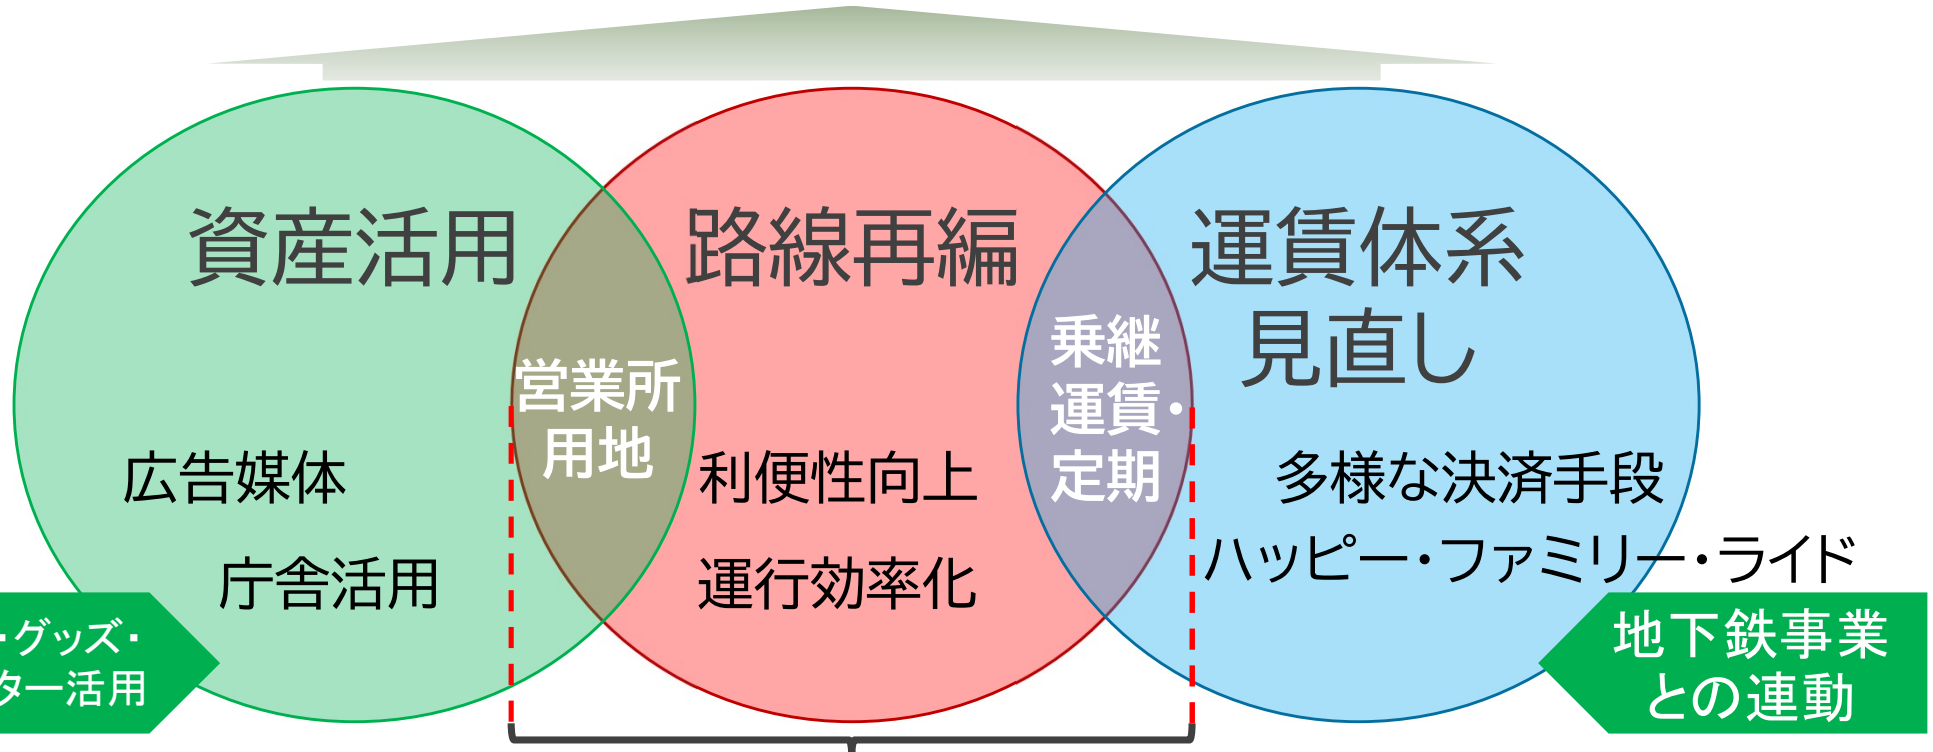 資産活用
路線再編
運賃体系
見直し
営業所
用地
乗継
運賃・
定期
広告媒体
庁舎活用
利便性向上
運行効率化
多様な決済手段
ハッピー・ファミリー・ライド
・グッズ・
ター活用
地下鉄事業
との連動